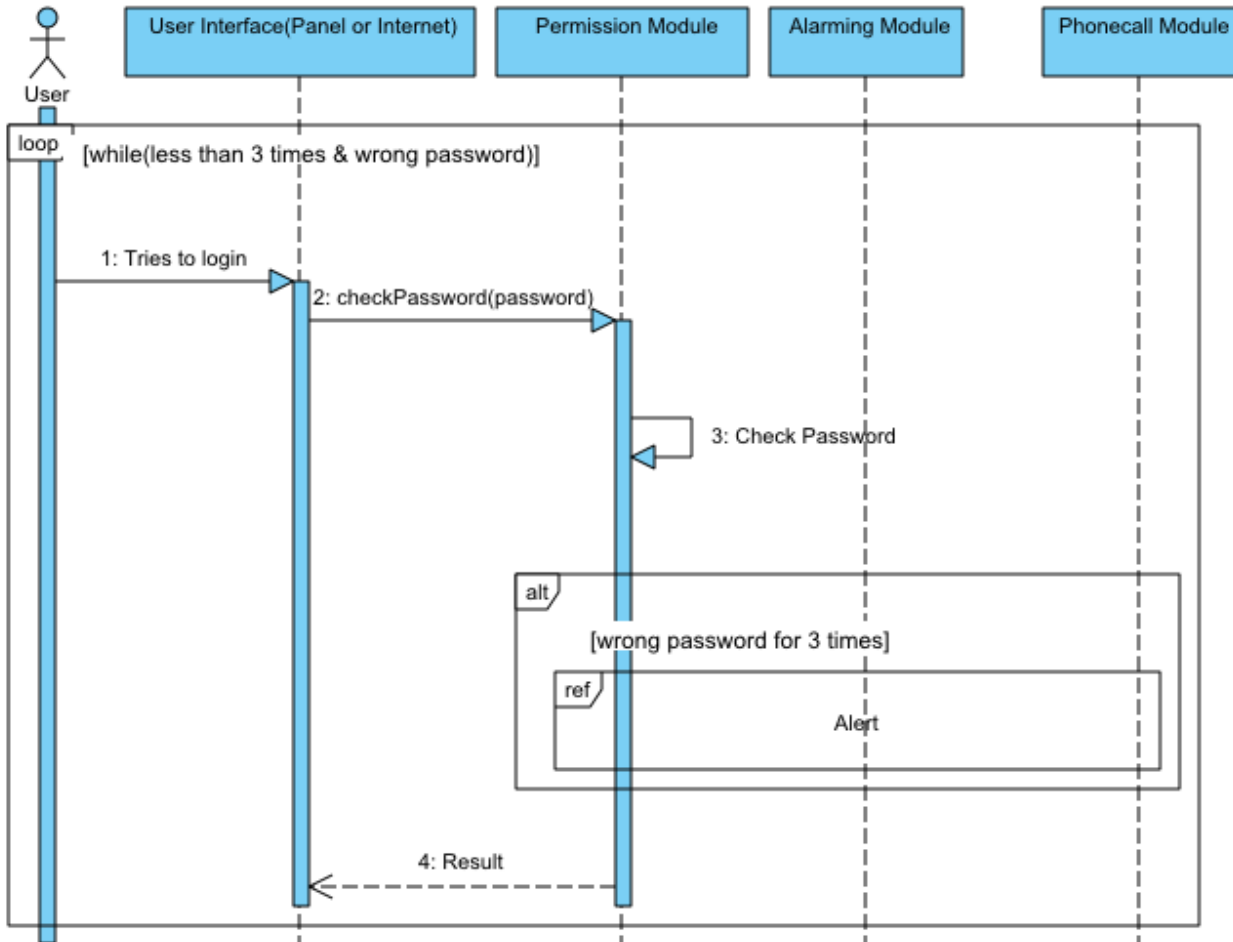 User Interface(Panel or Internet)
Permission Module
Alarming Module
Phonecall Module
User
loop
[while(less than 3 times & wrong password)]
1: Tries to login
2: checkPassword(password)
3: Check Password
alt
[wrong password for 3 times]
ref
Alert
4: Result